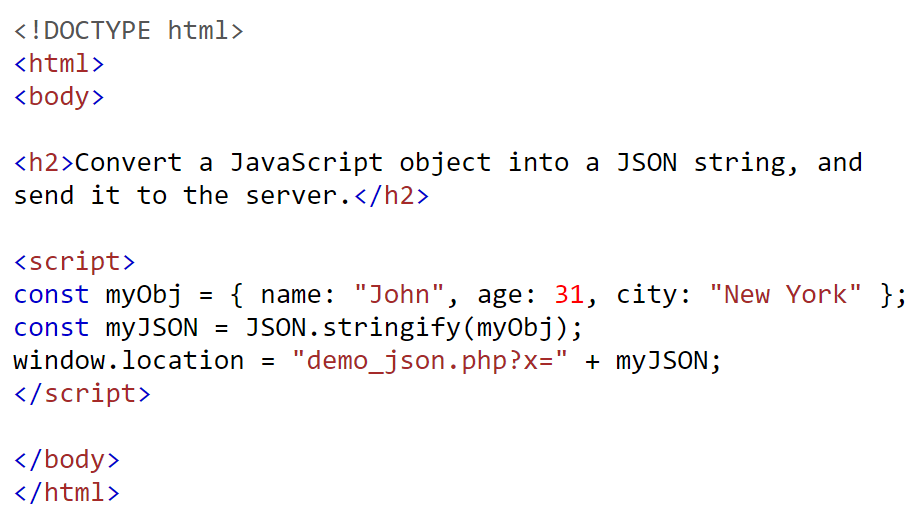 <!DOCTYPE html>
<html>
<body>
<h2>Convert a JavaScript object into a JSON string, and
send it to the server.</h2>
<script>
const myObj = { name: "John", age: 31, city: "New York" };
const myJSON = JSON.stringify(myObj);
window.location = "demo_json.php?x=" + myJSON;
</script>
</body>
</html>